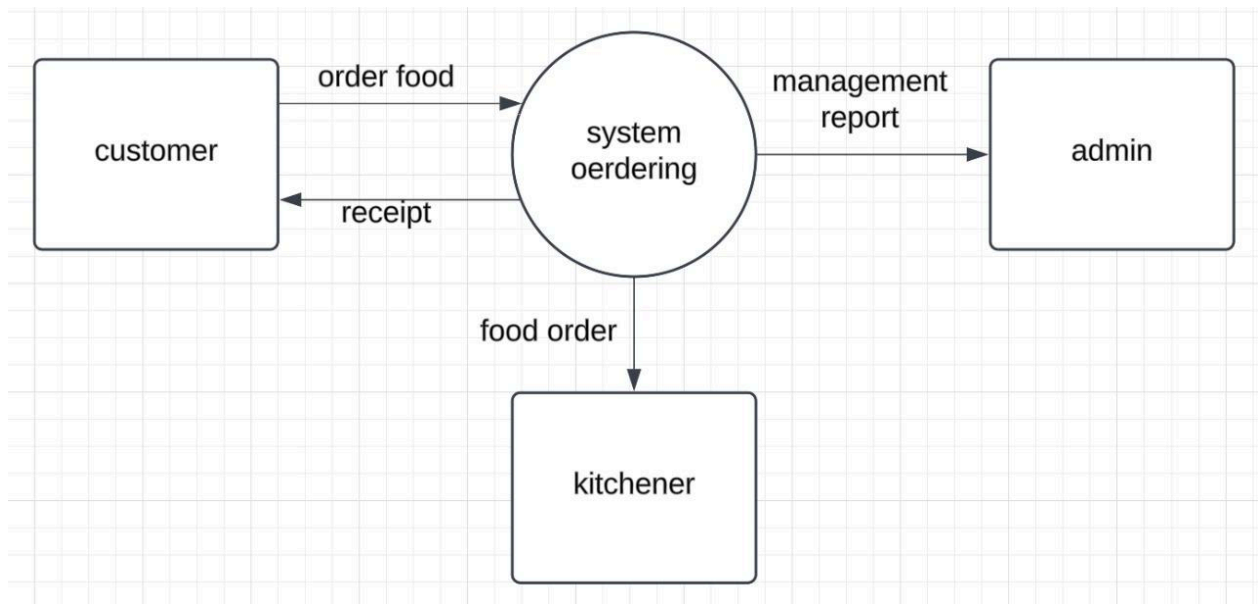 order food
customer
receipt
system
oerdering
management
report
admin
food order
kitchener